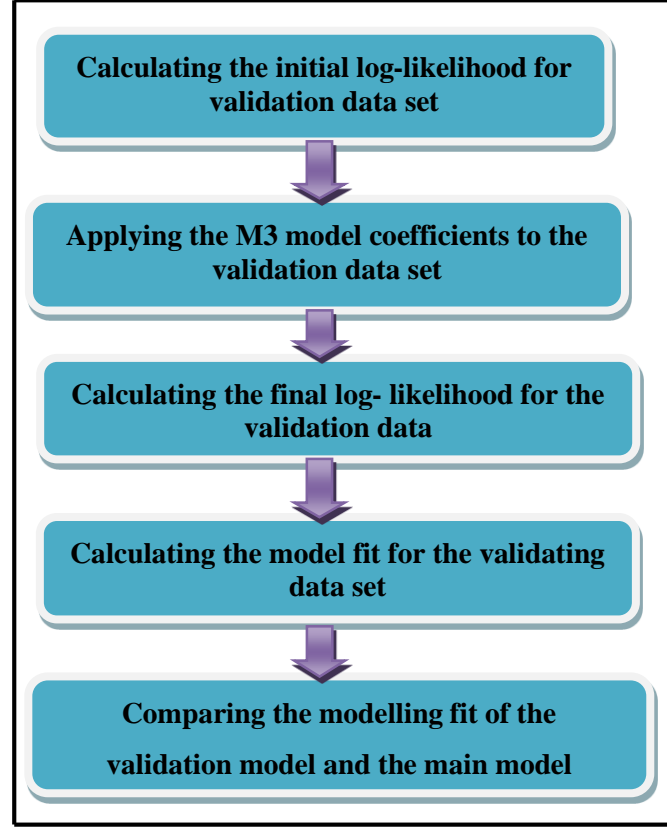 Calculating the initial log-likelihood for
validation data set
Applying the M3 model coefficients to the
validation data set
Calculating the final log- likelihood for the
validation data
Calculating the model fit for the validating
data set
Comparing the modelling fit of the
validation model and the main model